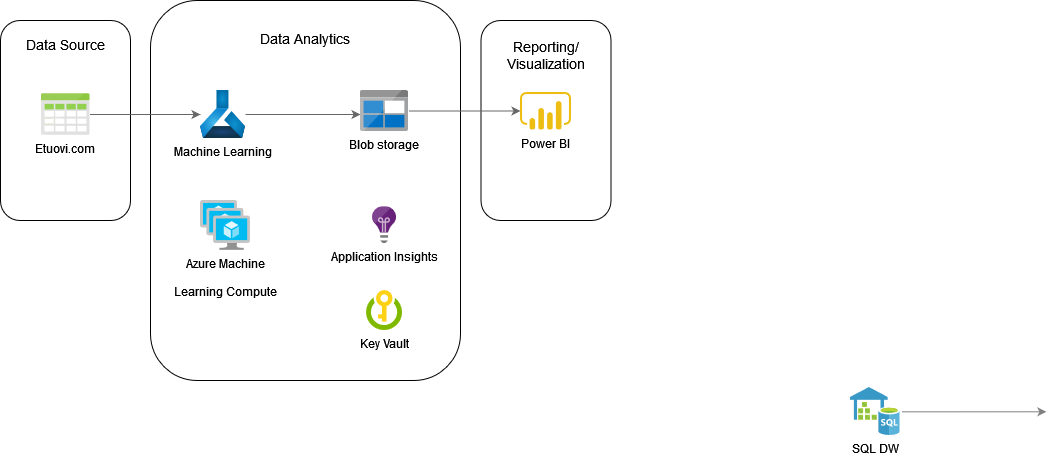 Data Source
Etuovi.com
Data Analytics
Machine Learning
Blob storage
Azure Machine
Learning Compute
Application Insights
Key Vault
Reporting/
Visualization
Power BI
SQL
SQL DW